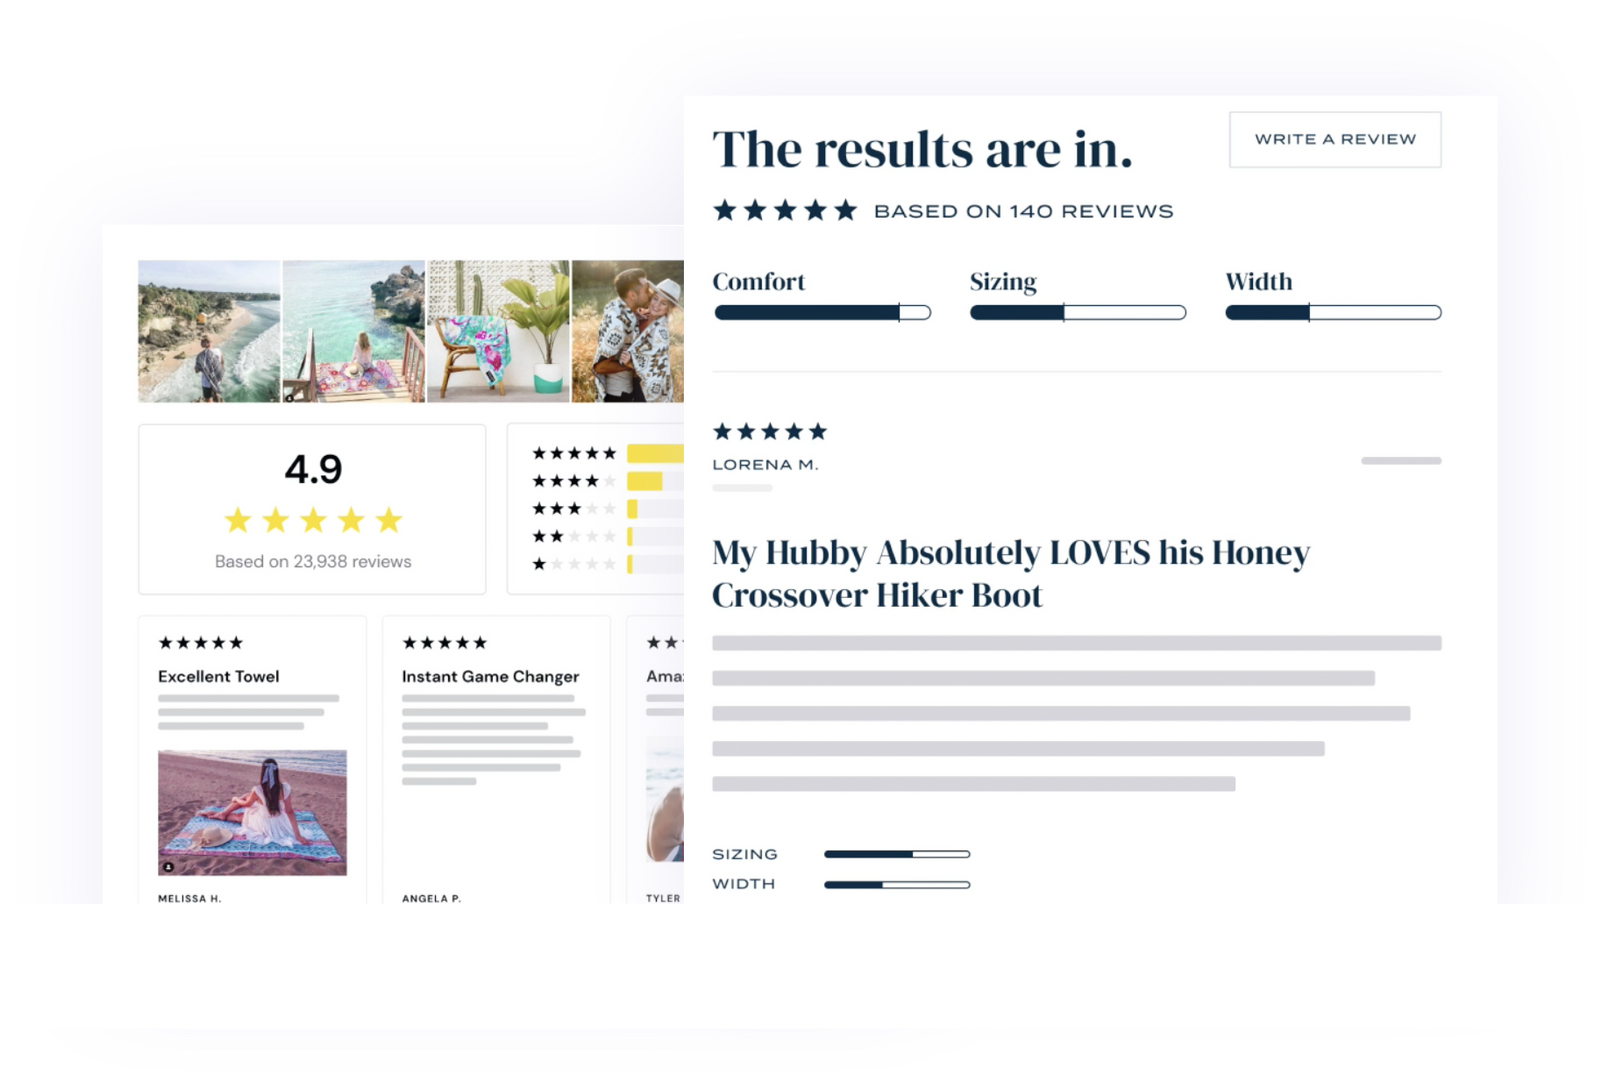 The results are in.
WRITE A REVIEW
BASED ON 140 REVIEWS
Comfort
Sizing
Width
LORENA M.
My Hubby Absolutely LOVES his Honey
Crossover Hiker Boot
SIZING
WIDTH
4.9
Based on 23,938 reviews
Excellent Towel
MELISSA H.
Instant Game Changer
ANGELA P.
TYLER